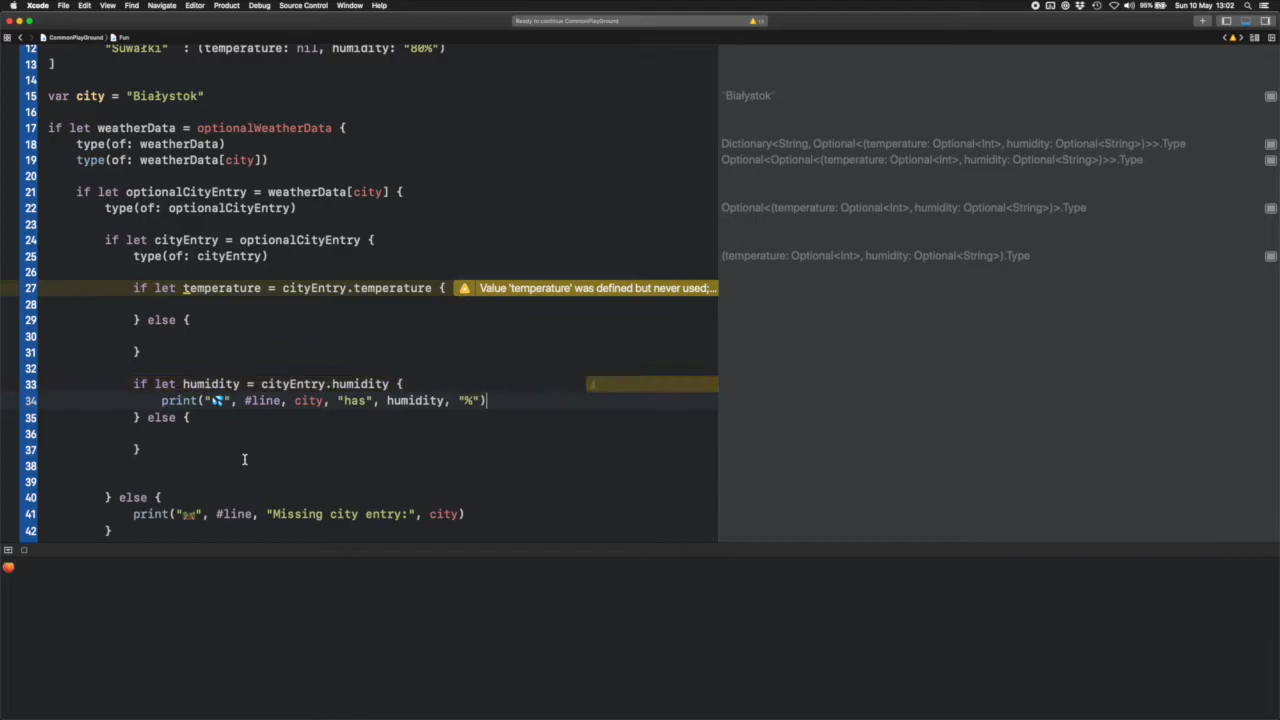 Xcode File Edit View Find Navigate Editor Product Debug Source Control Window Help 95% Sun 10 May 13:02
Ready to continue CommonPlayGround
CommonPlayGround Fun
12 "Suwałki" : (temperature: nil, humidity: "80%")
13 ]
14
15 var city = "Białystok" "Białystok"
16
17 if let weatherData = optionalWeatherData {
18 type(of: weatherData) Dictionary<String, Optional<(temperature: Optional<Int>, humidity: Optional<String>)>>.Type
19 type(of: weatherData[city]) Optional<Optional<(temperature: Optional<Int>, humidity: Optional<String>)>>.Type
20
21 if let optionalCityEntry = weatherData[city] {
22 type(of: optionalCityEntry) Optional<(temperature: Optional<Int>, humidity: Optional<String>)>.Type
23
24 if let cityEntry = optionalCityEntry {
25 type(of: cityEntry) (temperature: Optional<Int>, humidity: Optional<String>).Type
26
27 if let temperature = cityEntry.temperature { Value 'temperature' was defined but never used;...
28
29 } else {
30
31 }
32
33 if let humidity = cityEntry.humidity {
34 print("💦", #line, city, "has", humidity, "%")
35 } else {
36
37 }
38
39
40 } else {
41 print("", #line, "Missing city entry:", city)
42 }